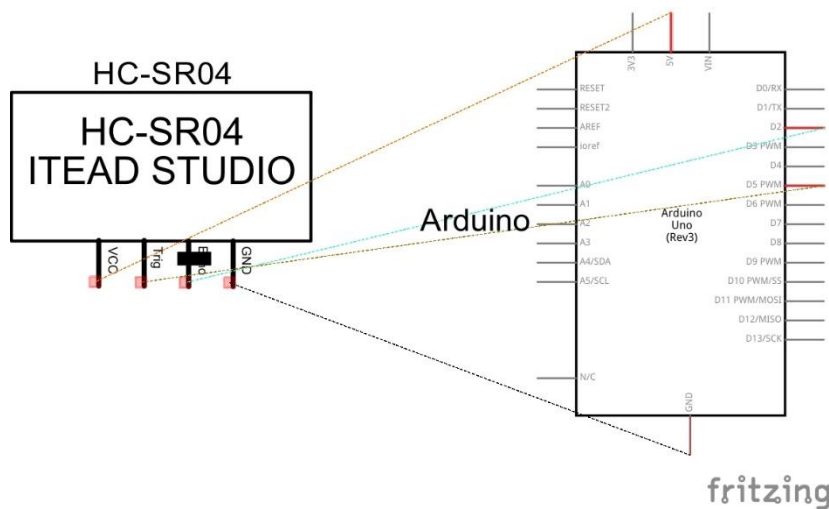 HC-SR04
HC-SR04
ITEAD STUDIO
VCC
Trig
GND
Arduino
3V3
5V
VIN
RESET
RESET2
AREF
ioref
A0
A1
A2
A3
A4/SDA
A5/SCL
N/C
D0/RX
D1/TX
D2
D3 PWM
D4
D5 PWM
D6 PWM
D7
D8
D9 PWM
D10 PWM/SS
D11 PWM/MOSI
D12/MISO
D13/SCK
Arduino
Uno
(Rev3)
GND
fritzing